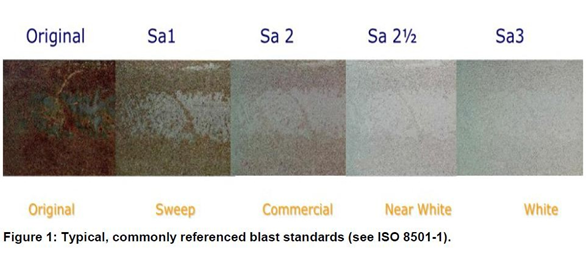 Original Sa1 Sa 2 Sa 2½ Sa3
Original Sweep Commercial Near White White
Figure 1: Typical, commonly referenced blast standards (see ISO 8501-1).